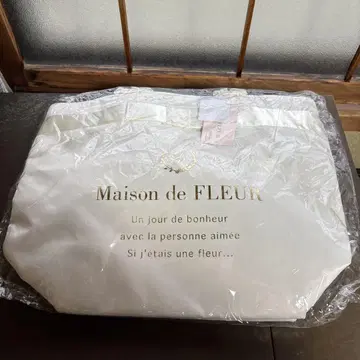 Maison de FLEUR
Un jour de bonheur
avec la personne aimée
Si j'étais une fleur...